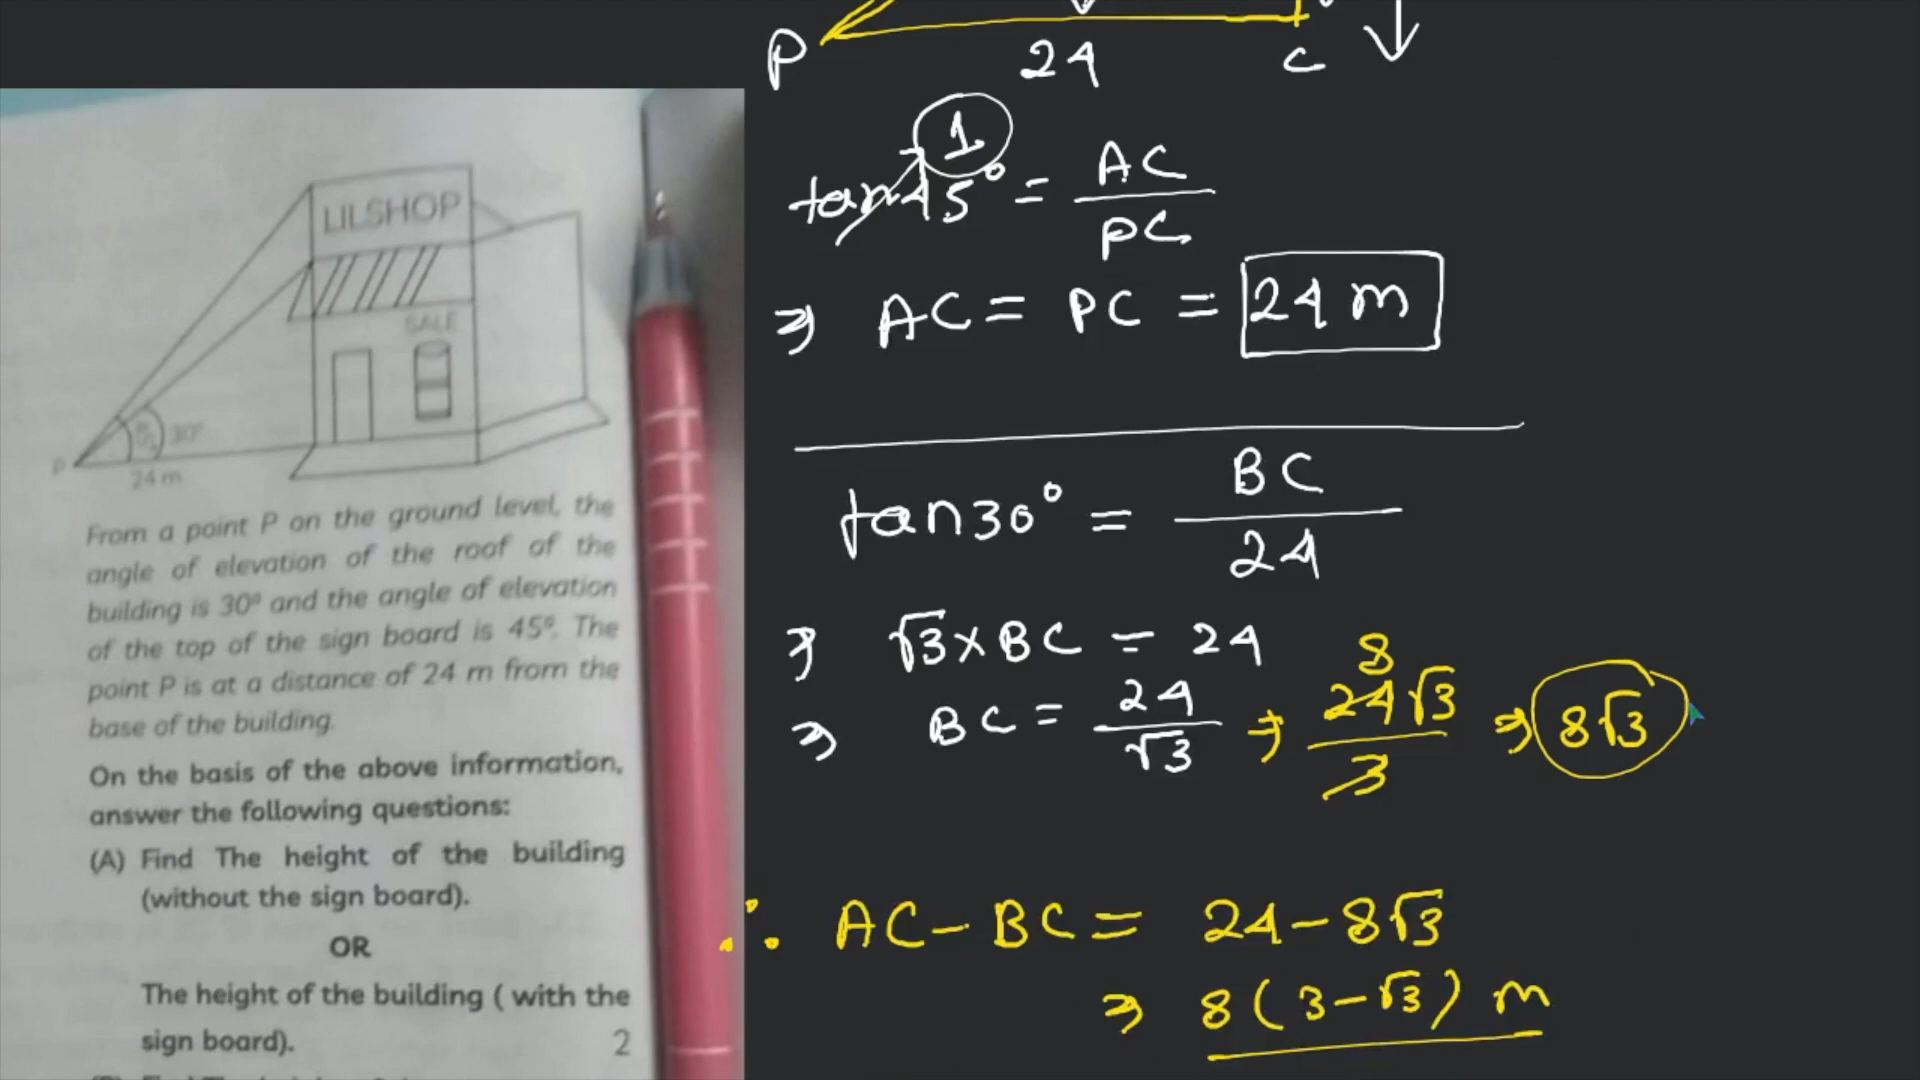 LILSHOP
SALE
30°
P
24 m
From a point P on the ground level, the
angle of elevation of the roof of the
building is 30° and the angle of elevation
of the top of the sign board is 45°. The
point P is at a distance of 24 m from the
base of the building.
On the basis of the above information,
answer the following questions:
(A) Find The height of the building
(without the sign board).
OR
The height of the building ( with the
sign board).
2
P
24
C
1
tan45° = AC/PC
⇒ AC = PC = 24 m
tan30° = BC/24
⇒ √3 × BC = 24
⇒ BC = 24/√3 ⇒ 24√3/3 ⇒ 8√3
8
∴ AC - BC = 24 - 8√3
⇒ 8(3-√3) m